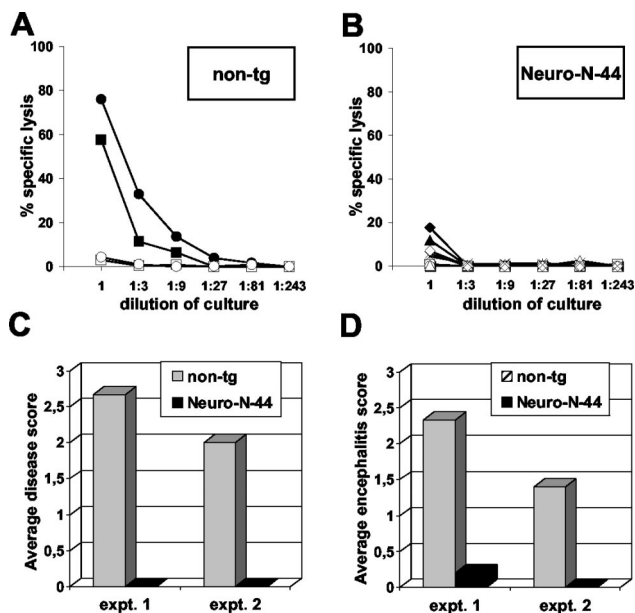 A
B
non-tg
Neuro-N-44
% specific lysis
100
80
60
40
20
0
1 1:3 1:9 1:27 1:81 1:243
dilution of culture
% specific lysis
100
80
60
40
20
0
1 1:3 1:9 1:27 1:81 1:243
dilution of culture
C
D
Average disease score
3
2,5
2
1,5
1
0,5
0
non-tg
Neuro-N-44
expt. 1 expt. 2
Average encephalitis score
3
2,5
2
1,5
1
0,5
0
non-tg
Neuro-N-44
expt. 1 expt. 2